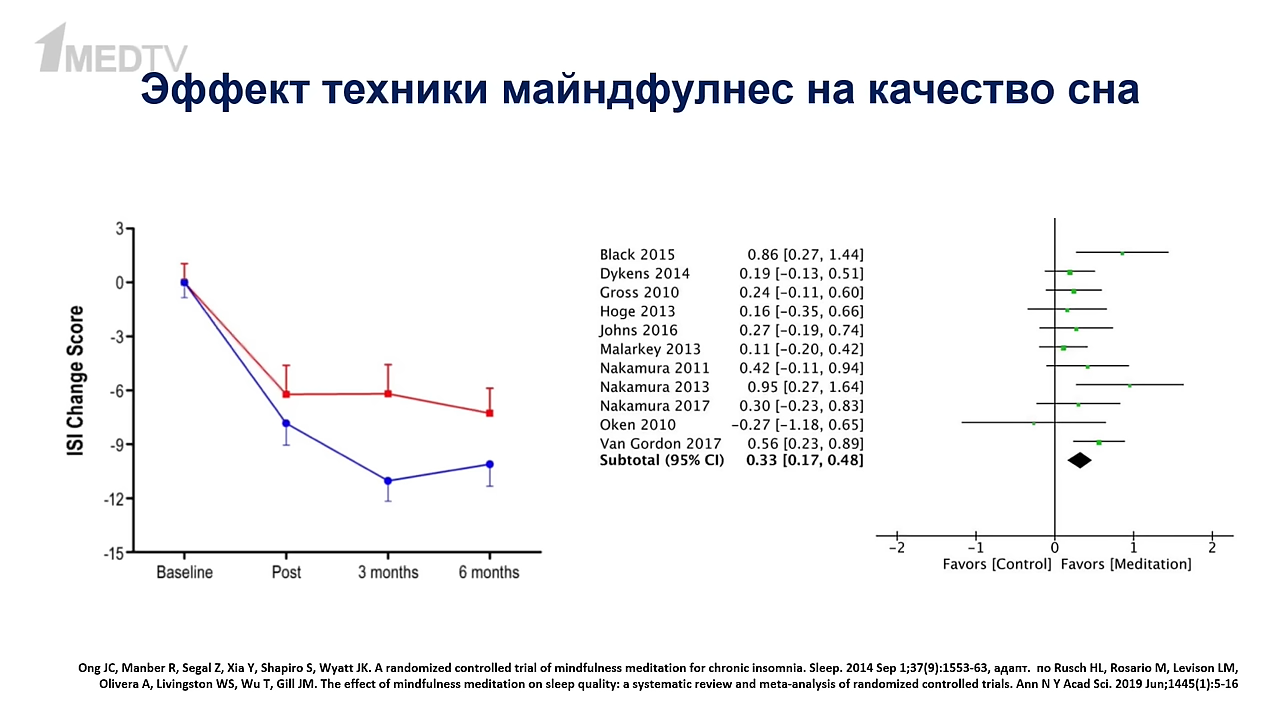 1MEDTV
Эффект техники майндфулнес на качество сна
ISI Change Score
3
0
-3
-6
-9
-12
-15
Baseline Post 3 months 6 months
Black 2015 0.86 [0.27, 1.44]
Dykens 2014 0.19 [−0.13, 0.51]
Gross 2010 0.24 [−0.11, 0.60]
Hoge 2013 0.16 [−0.35, 0.66]
Johns 2016 0.27 [−0.19, 0.74]
Malarkey 2013 0.11 [−0.20, 0.42]
Nakamura 2011 0.42 [−0.11, 0.94]
Nakamura 2013 0.95 [0.27, 1.64]
Nakamura 2017 0.30 [−0.23, 0.83]
Oken 2010 −0.27 [−1.18, 0.65]
Van Gordon 2017 0.56 [0.23, 0.89]
Subtotal (95% CI) 0.33 [0.17, 0.48]
−2 −1 0 1 2
Favors [Control] Favors [Meditation]
Ong JC, Manber R, Segal Z, Xia Y, Shapiro S, Wyatt JK. A randomized controlled trial of mindfulness meditation for chronic insomnia. Sleep. 2014 Sep 1;37(9):1553-63, адапт. по Rusch HL, Rosario M, Levison LM,
Olivera A, Livingston WS, Wu T, Gill JM. The effect of mindfulness meditation on sleep quality: a systematic review and meta-analysis of randomized controlled trials. Ann N Y Acad Sci. 2019 Jun;1445(1):5-16